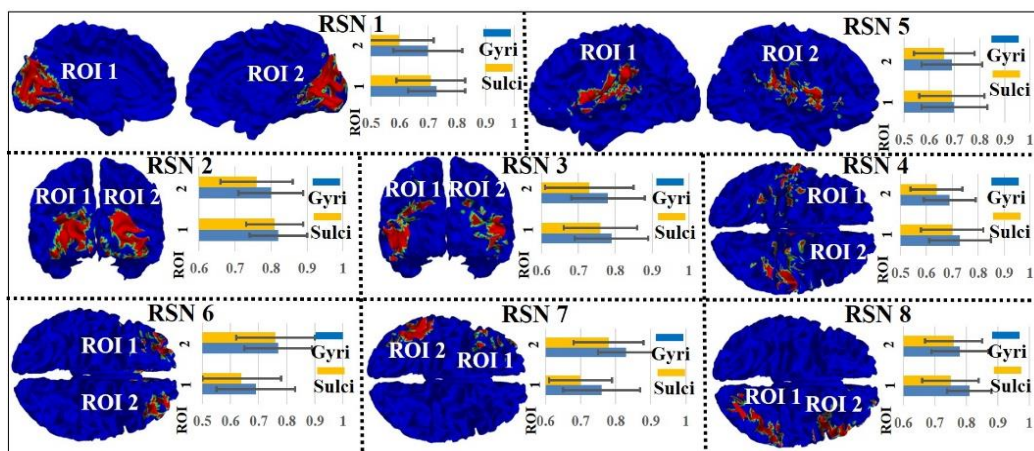 RSN 1
ROI 1
ROI 2
2
1
ROI
Gyri
Sulci
0.5 0.6 0.7 0.8 0.9 1
RSN 5
ROI 1
ROI 2
2
1
ROI
Gyri
Sulci
0.5 0.6 0.7 0.8 0.9 1
RSN 2
ROI 1
ROI 2
2
1
ROI
Gyri
Sulci
0.6 0.7 0.8 0.9 1
RSN 3
ROI 1
ROI 2
2
1
ROI
Gyri
Sulci
0.6 0.7 0.8 0.9 1
RSN 4
ROI 1
ROI 2
2
1
ROI
Gyri
Sulci
0.5 0.6 0.7 0.8 0.9 1
RSN 6
ROI 1
ROI 2
2
1
ROI
Gyri
Sulci
0.5 0.6 0.7 0.8 0.9 1
RSN 7
ROI 2
ROI 1
2
1
ROI
Gyri
Sulci
0.6 0.7 0.8 0.9 1
RSN 8
ROI 1
ROI 2
2
1
ROI
Gyri
Sulci
0.6 0.7 0.8 0.9 1